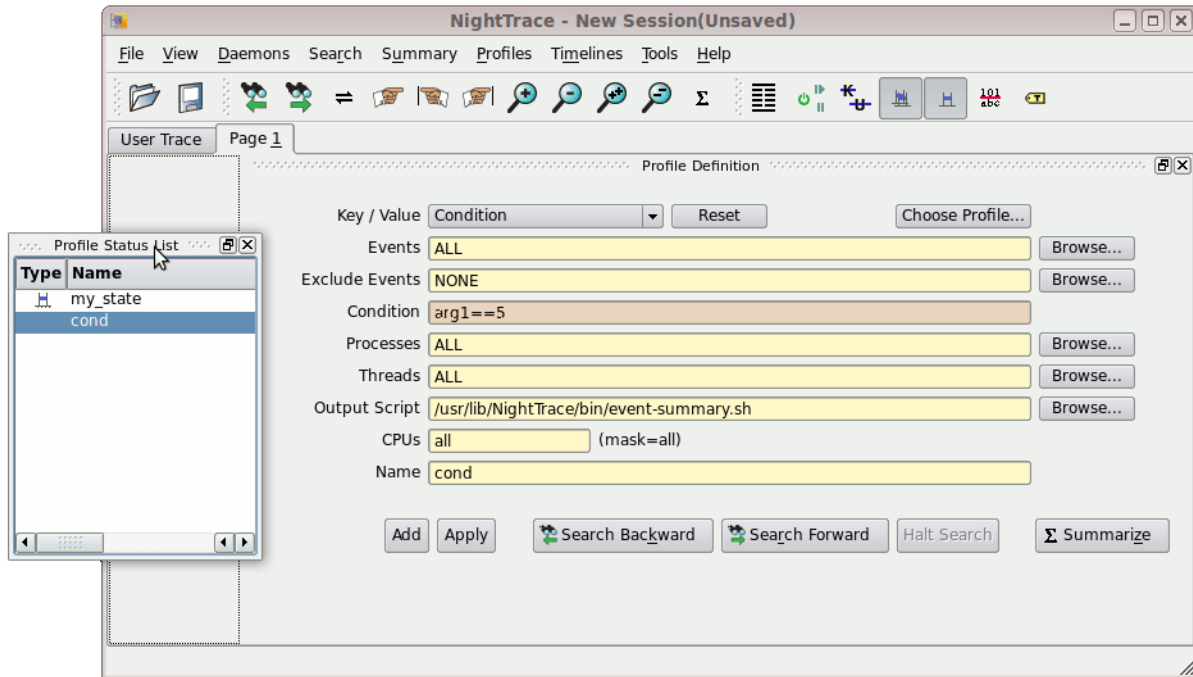 NightTrace - New Session(Unsaved)
File View Daemons Search Summary Profiles Timelines Tools Help
Σ 101 abc T
User Trace Page 1
Profile Definition
Key / Value Condition Reset Choose Profile...
Events ALL Browse...
Exclude Events NONE Browse...
Condition arg1==5
Processes ALL Browse...
Threads ALL Browse...
Output Script /usr/lib/NightTrace/bin/event-summary.sh Browse...
CPUs all (mask=all)
Name cond
Add Apply Search Backward Search Forward Halt Search Σ Summarize
Profile Status List
Type Name
my_state
cond